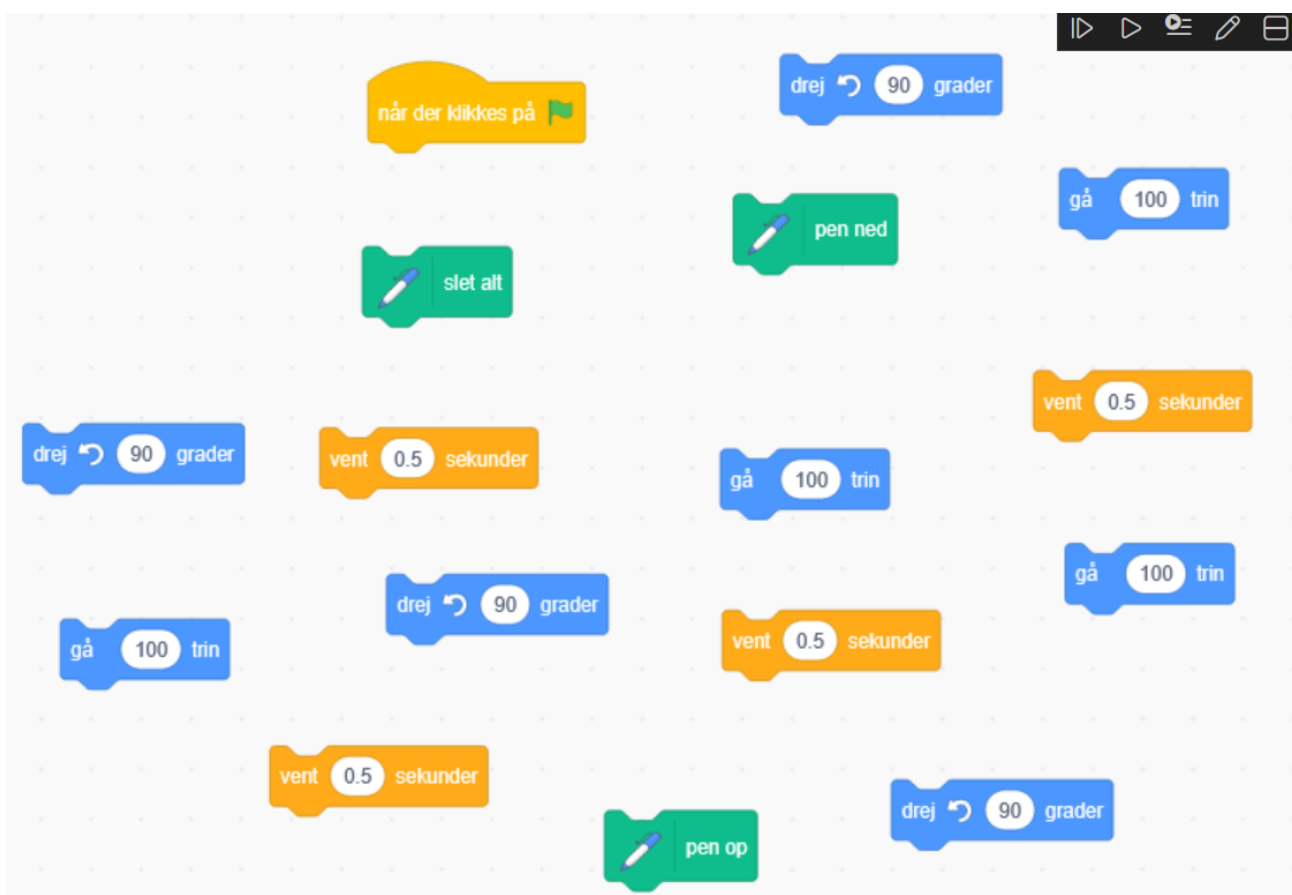 drej 90 grader
når der klikkes på
gå 100 trin
pen ned
slet alt
vent 0.5 sekunder
drej 90 grader
vent 0.5 sekunder
gå 100 trin
gå 100 trin
drej 90 grader
vent 0.5 sekunder
gå 100 trin
vent 0.5 sekunder
drej 90 grader
pen op